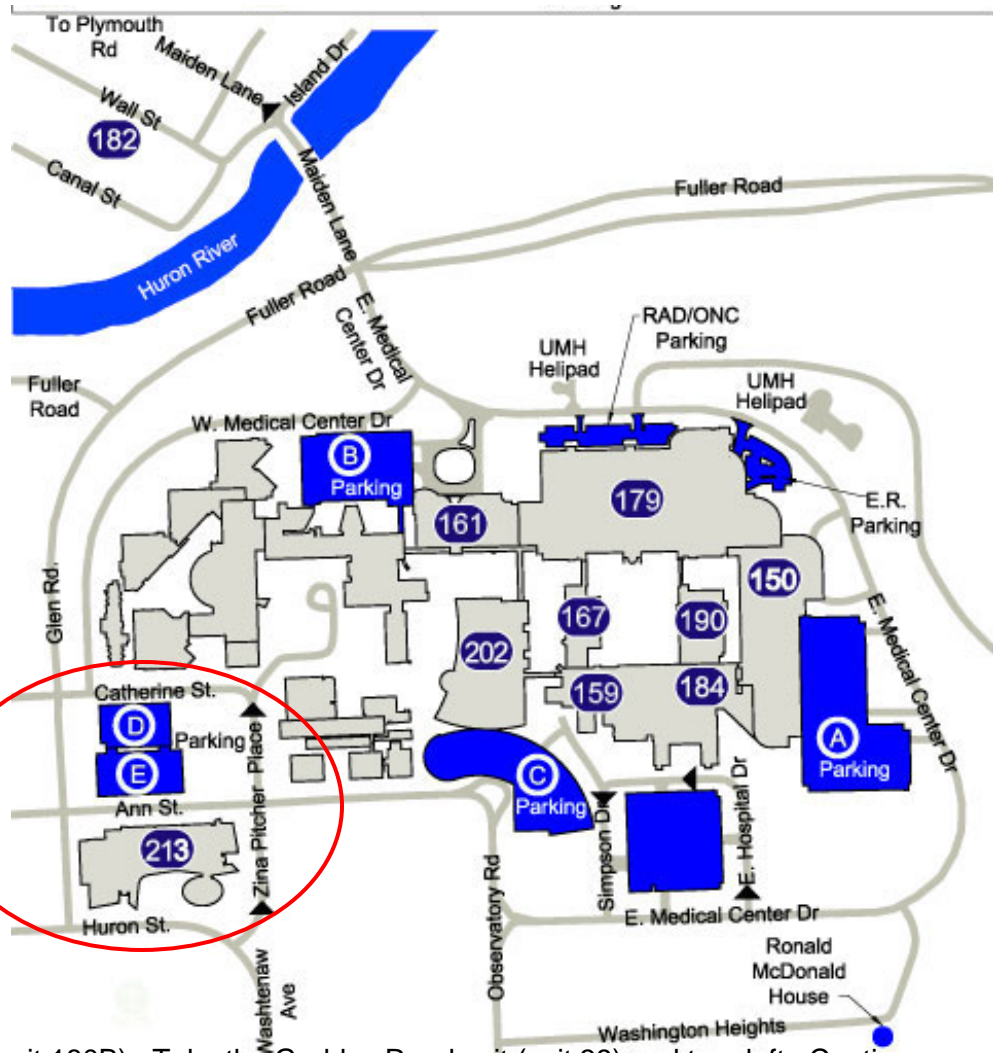 To Plymouth
Rd
Maiden Lane
Island Dr
Wall St
182
Canal St
Maiden Lane
Fuller Road
Huron River
Fuller Road
E. Medical
Center Dr
RAD/ONC
Parking
UMH
Helipad
UMH
Helipad
Fuller
Road
W. Medical Center Dr
B
Parking
161
179
E.R.
Parking
150
Glen Rd.
167
190
202
159
184
E. Medical Center Dr
Catherine St.
D
Parking
E
Ann St.
Zina Pitcher Place
213
Huron St.
A
Parking
C
Parking
Simpson Dr
E. Hospital Dr
Observatory Rd
E. Medical Center Dr
Washtenaw
Ave
Ronald
McDonald
House
Washington Heights